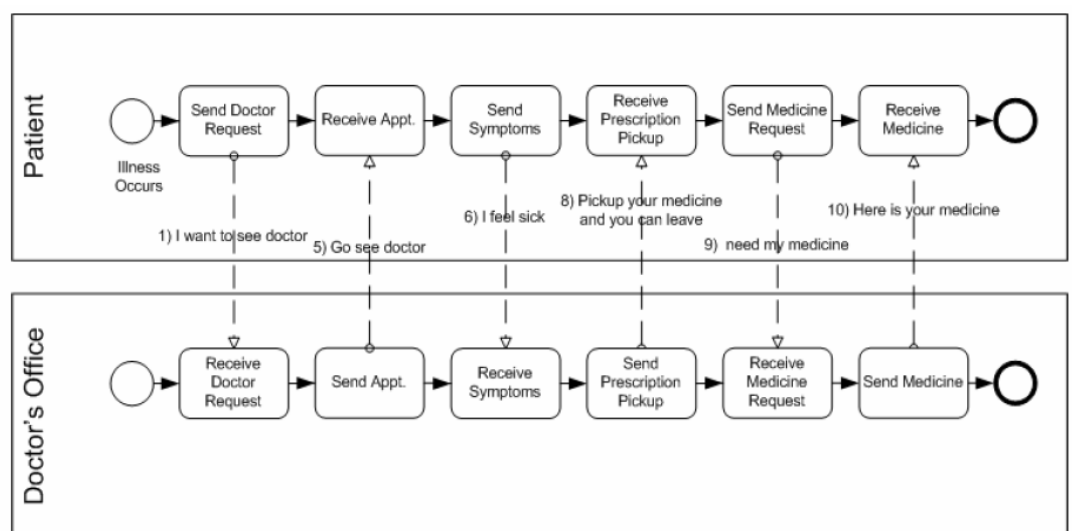 Patient
Illness
Occurs
Send Doctor
Request
Receive Appt.
Send
Symptoms
Receive
Prescription
Pickup
Send Medicine
Request
Receive
Medicine
1) I want to see doctor
5) Go see doctor
6) I feel sick
8) Pickup your medicine
and you can leave
9) need my medicine
10) Here is your medicine
Doctor's Office
Receive
Doctor
Request
Send Appt.
Receive
Symptoms
Send
Prescription
Pickup
Receive
Medicine
Request
Send Medicine